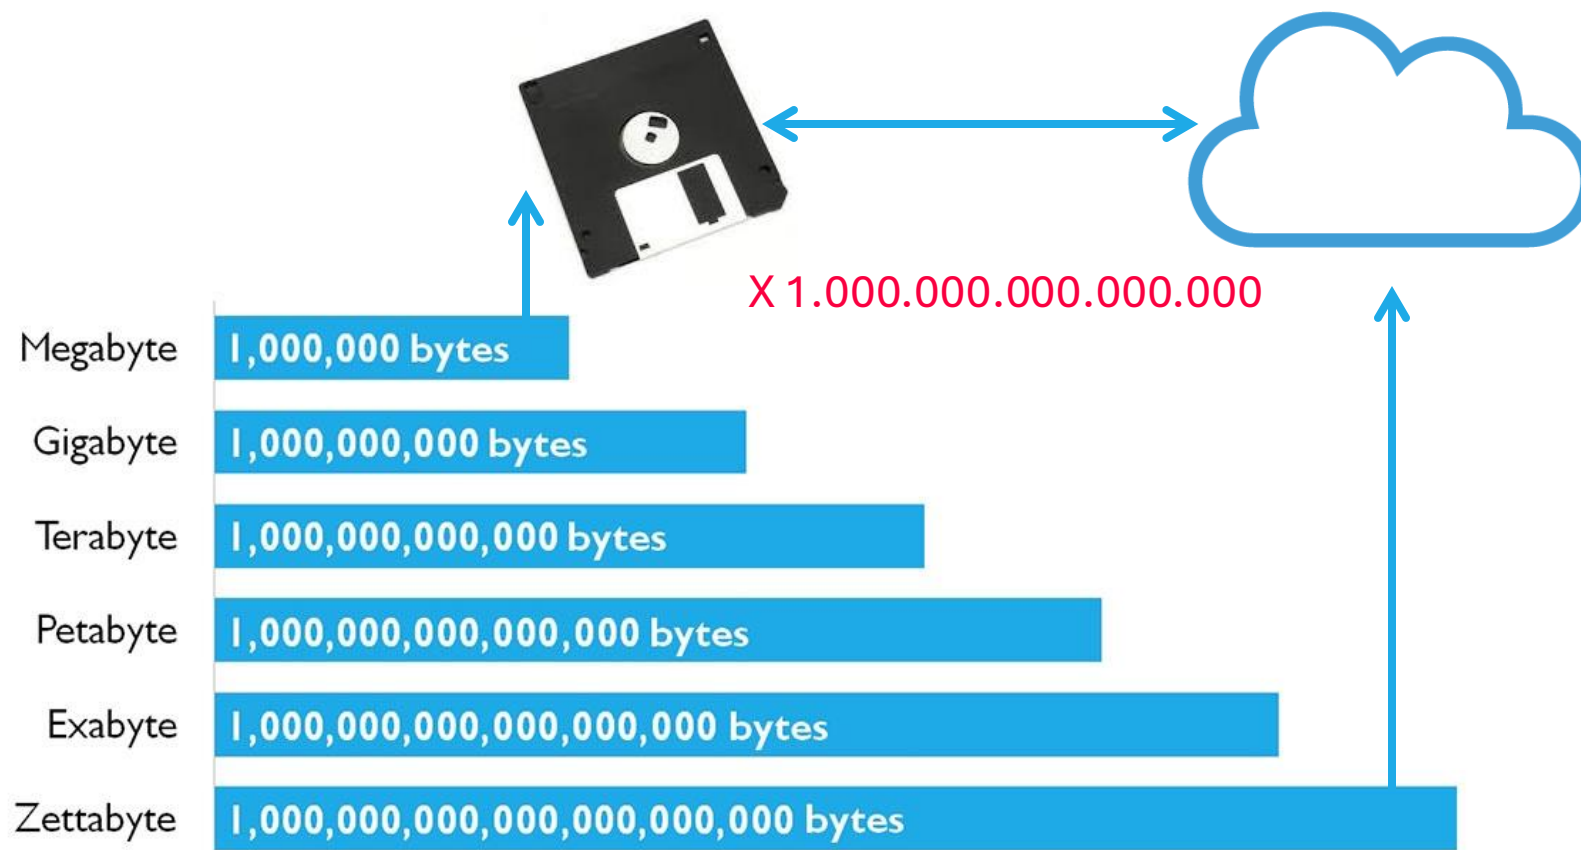 X 1.000.000.000.000.000
Megabyte 1,000,000 bytes
Gigabyte 1,000,000,000 bytes
Terabyte 1,000,000,000,000 bytes
Petabyte 1,000,000,000,000,000 bytes
Exabyte 1,000,000,000,000,000,000 bytes
Zettabyte 1,000,000,000,000,000,000,000 bytes